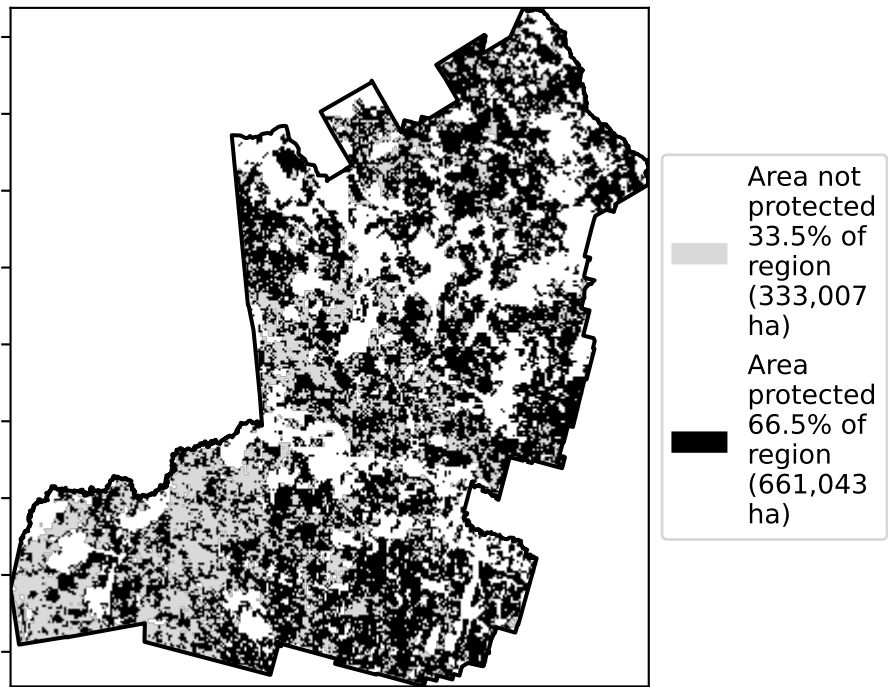 Area not
protected
33.5% of
region
(333,007
ha)
Area
protected
66.5% of
region
(661,043
ha)